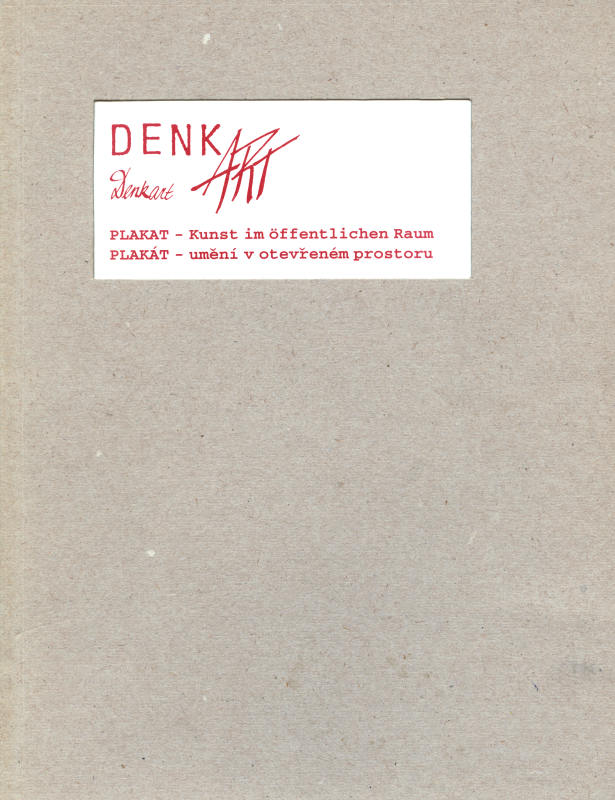 DENK ART
Denkart
PLAKAT - Kunst im öffentlichen Raum
PLAKÁT - umění v otevřeném prostoru